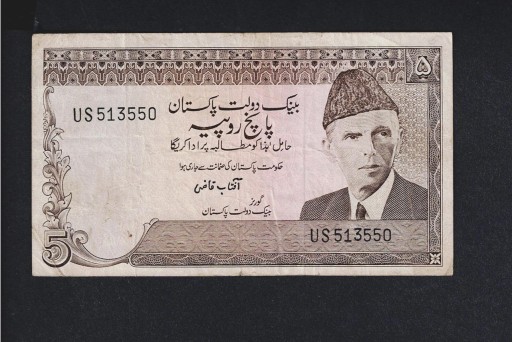 ۵
بینک دولت پاکستان
پانچ روپیہ
US 513550
حامل ہٰذا کو مطالبہ پر ادا کریگا
حکومت پاکستان کی ضمانت سے جاری ہوا
آفتاب قاضی
گورنر
بینک دولت پاکستان
US 513550
5